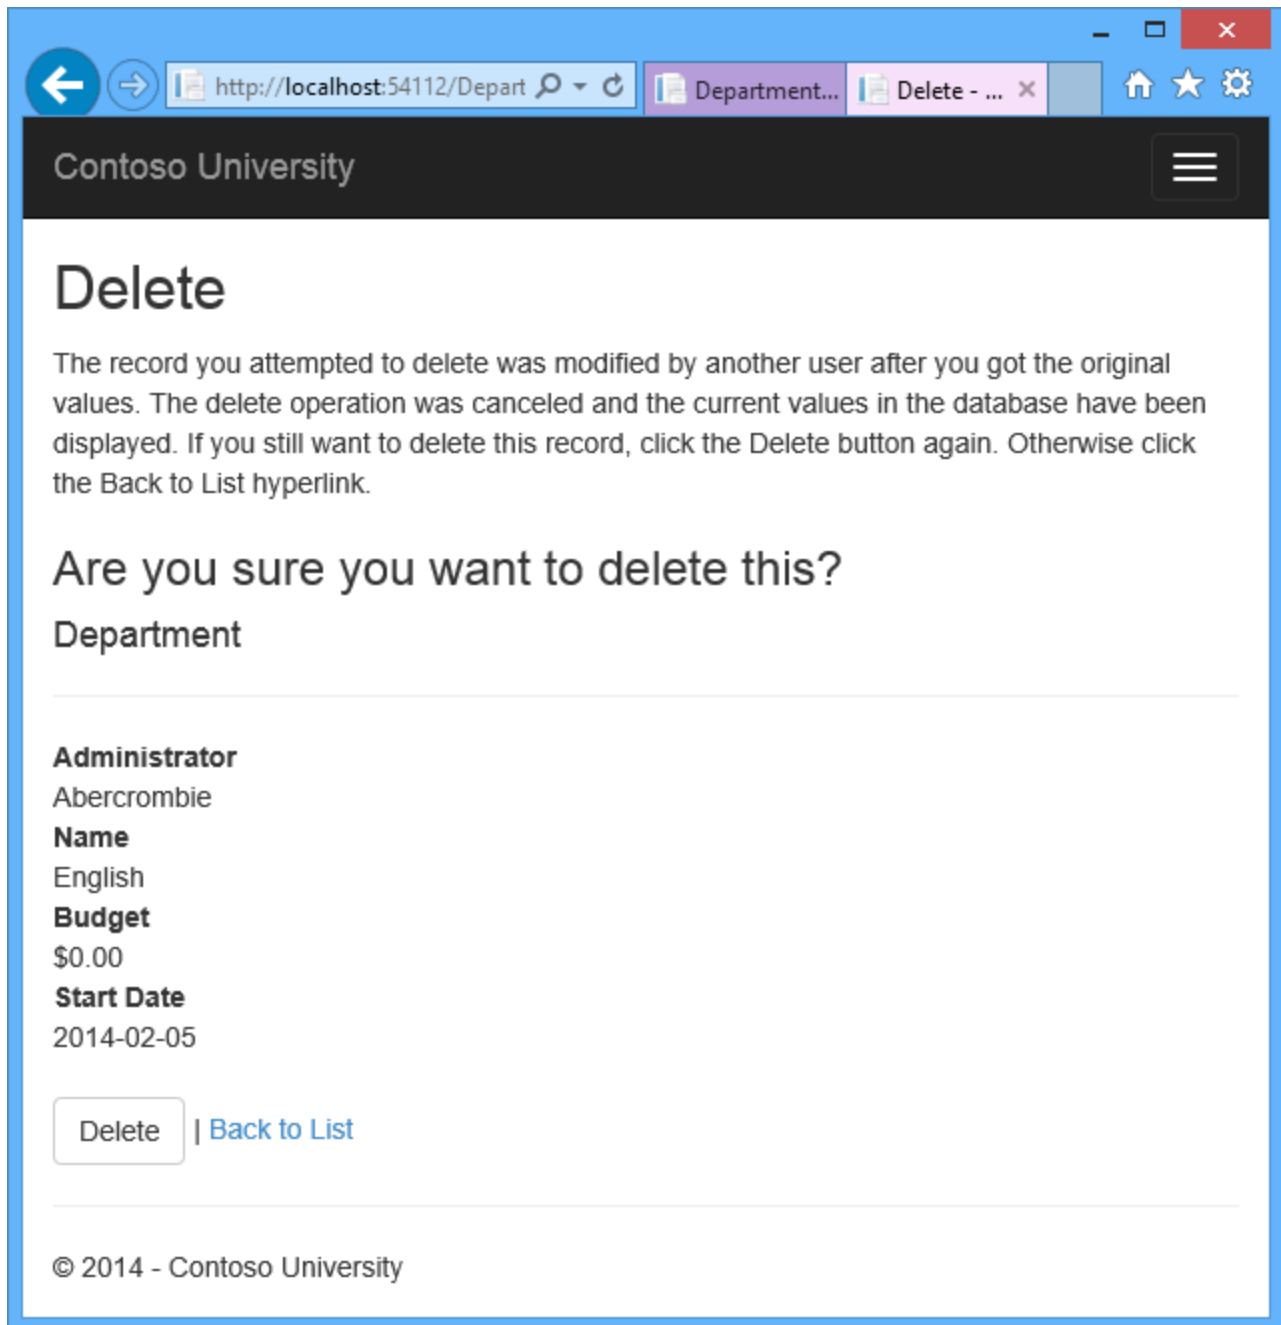 http://localhost:54112/Depart
Department...
Delete - ...
Contoso University
Delete
The record you attempted to delete was modified by another user after you got the original
values. The delete operation was canceled and the current values in the database have been
displayed. If you still want to delete this record, click the Delete button again. Otherwise click
the Back to List hyperlink.
Are you sure you want to delete this?
Department
Administrator
Abercrombie
Name
English
Budget
$0.00
Start Date
2014-02-05
Delete | Back to List
© 2014 - Contoso University